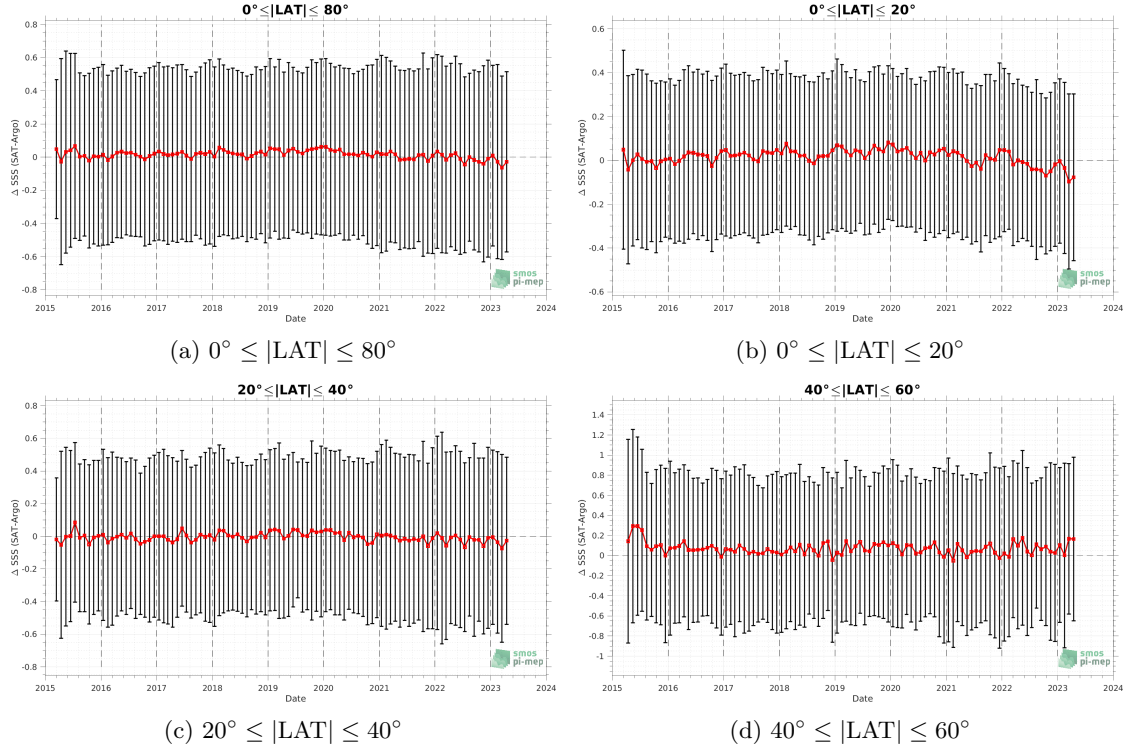 0°≤|LAT|≤ 80°
0.8
0.6
0.4
0.2
0
-0.2
-0.4
-0.6
-0.8
Δ SSS (SAT-Argo)
2015 2016 2017 2018 2019 2020 2021 2022 2023 2024
Date
smos
pi-mep
(a) 0° ≤ |LAT| ≤ 80°
0°≤|LAT|≤ 20°
0.6
0.4
0.2
0
-0.2
-0.4
-0.6
Δ SSS (SAT-Argo)
2015 2016 2017 2018 2019 2020 2021 2022 2023 2024
Date
smos
pi-mep
(b) 0° ≤ |LAT| ≤ 20°
20°≤|LAT|≤ 40°
0.8
0.6
0.4
0.2
0
-0.2
-0.4
-0.6
-0.8
Δ SSS (SAT-Argo)
2015 2016 2017 2018 2019 2020 2021 2022 2023 2024
Date
smos
pi-mep
(c) 20° ≤ |LAT| ≤ 40°
40°≤|LAT|≤ 60°
1.4
1.2
1
0.8
0.6
0.4
0.2
0
-0.2
-0.4
-0.6
-0.8
-1
Δ SSS (SAT-Argo)
2015 2016 2017 2018 2019 2020 2021 2022 2023 2024
Date
smos
pi-mep
(d) 40° ≤ |LAT| ≤ 60°